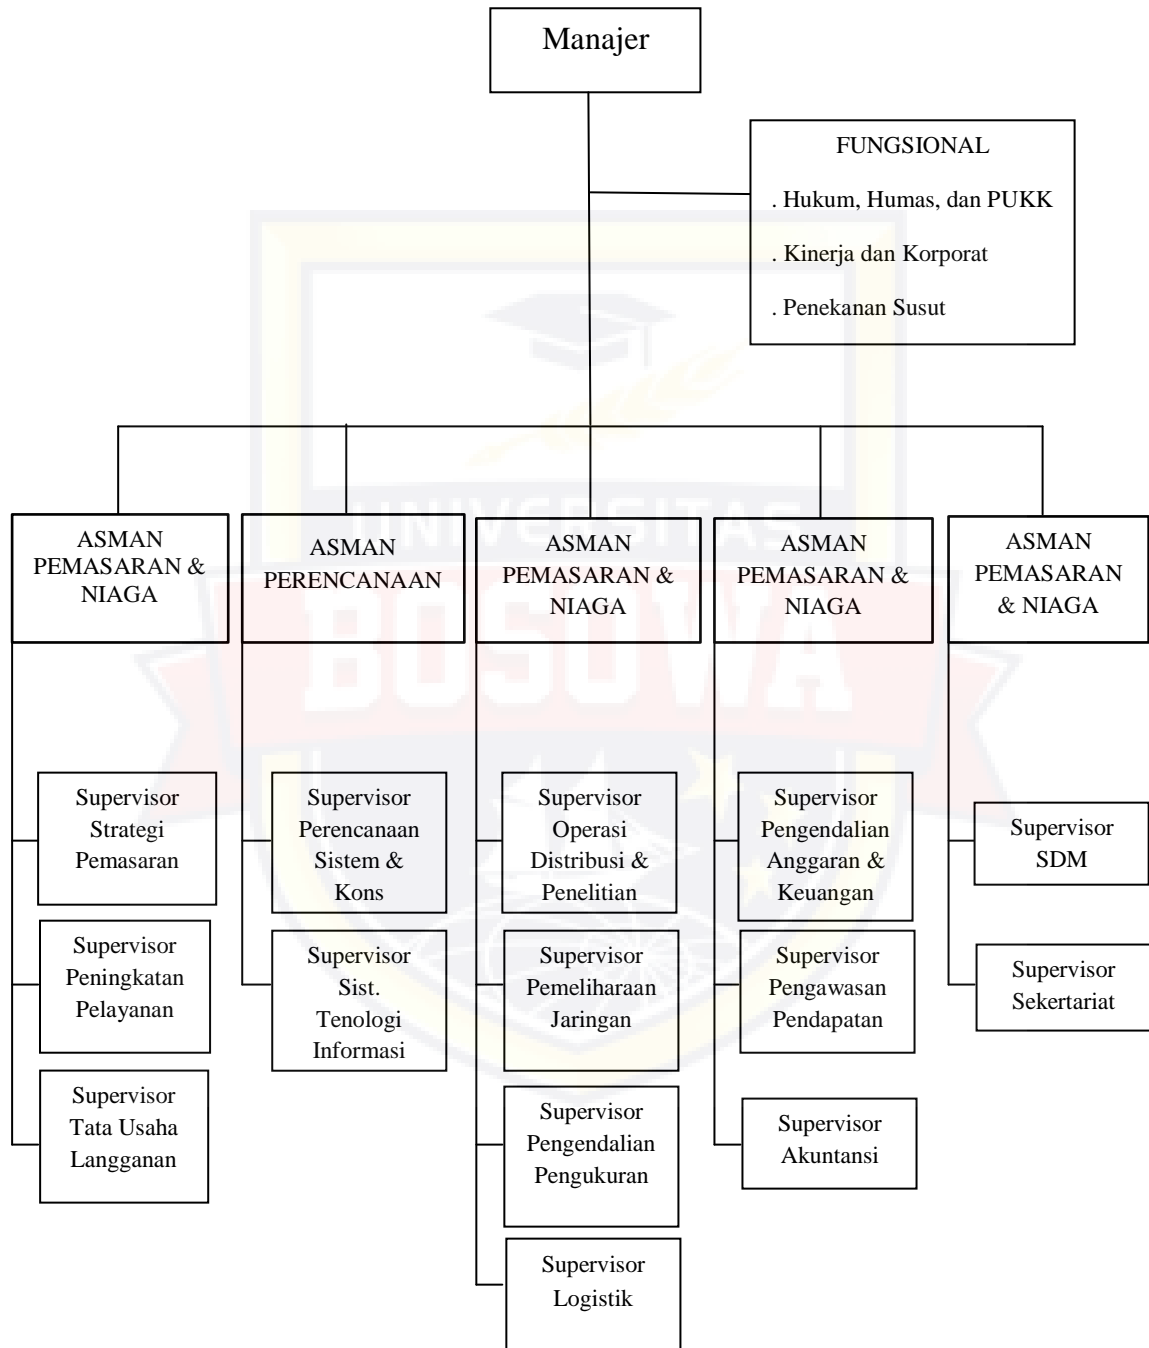 Manajer
FUNGSIONAL
. Hukum, Humas, dan PUKK
. Kinerja dan Korporat
. Penekanan Susut
UNIVERSITAS
BOSOWA
ASMAN
PEMASARAN &
NIAGA
ASMAN
PERENCANAAN
ASMAN
PEMASARAN &
NIAGA
ASMAN
PEMASARAN &
NIAGA
ASMAN
PEMASARAN
& NIAGA
Supervisor
Strategi
Pemasaran
Supervisor
Peningkatan
Pelayanan
Supervisor
Tata Usaha
Langganan
Supervisor
Perencanaan
Sistem &
Kons
Supervisor
Sist.
Tenologi
Informasi
Supervisor
Operasi
Distribusi &
Penelitian
Supervisor
Pemeliharaan
Jaringan
Supervisor
Pengendalian
Pengukuran
Supervisor
Logistik
Supervisor
Pengendalian
Anggaran &
Keuangan
Supervisor
Pengawasan
Pendapatan
Supervisor
Akuntansi
Supervisor
SDM
Supervisor
Sekertariat